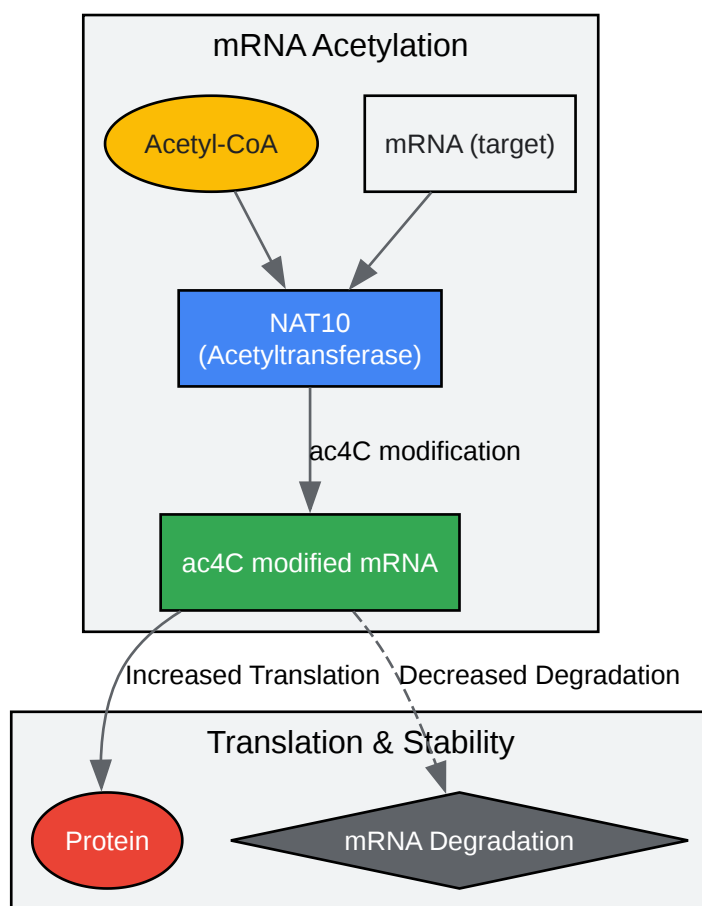 mRNA Acetylation
Acetyl-CoA
mRNA (target)
NAT10
(Acetyltransferase)
ac4C modification
ac4C modified mRNA
Increased Translation
Decreased Degradation
Translation & Stability
Protein
mRNA Degradation